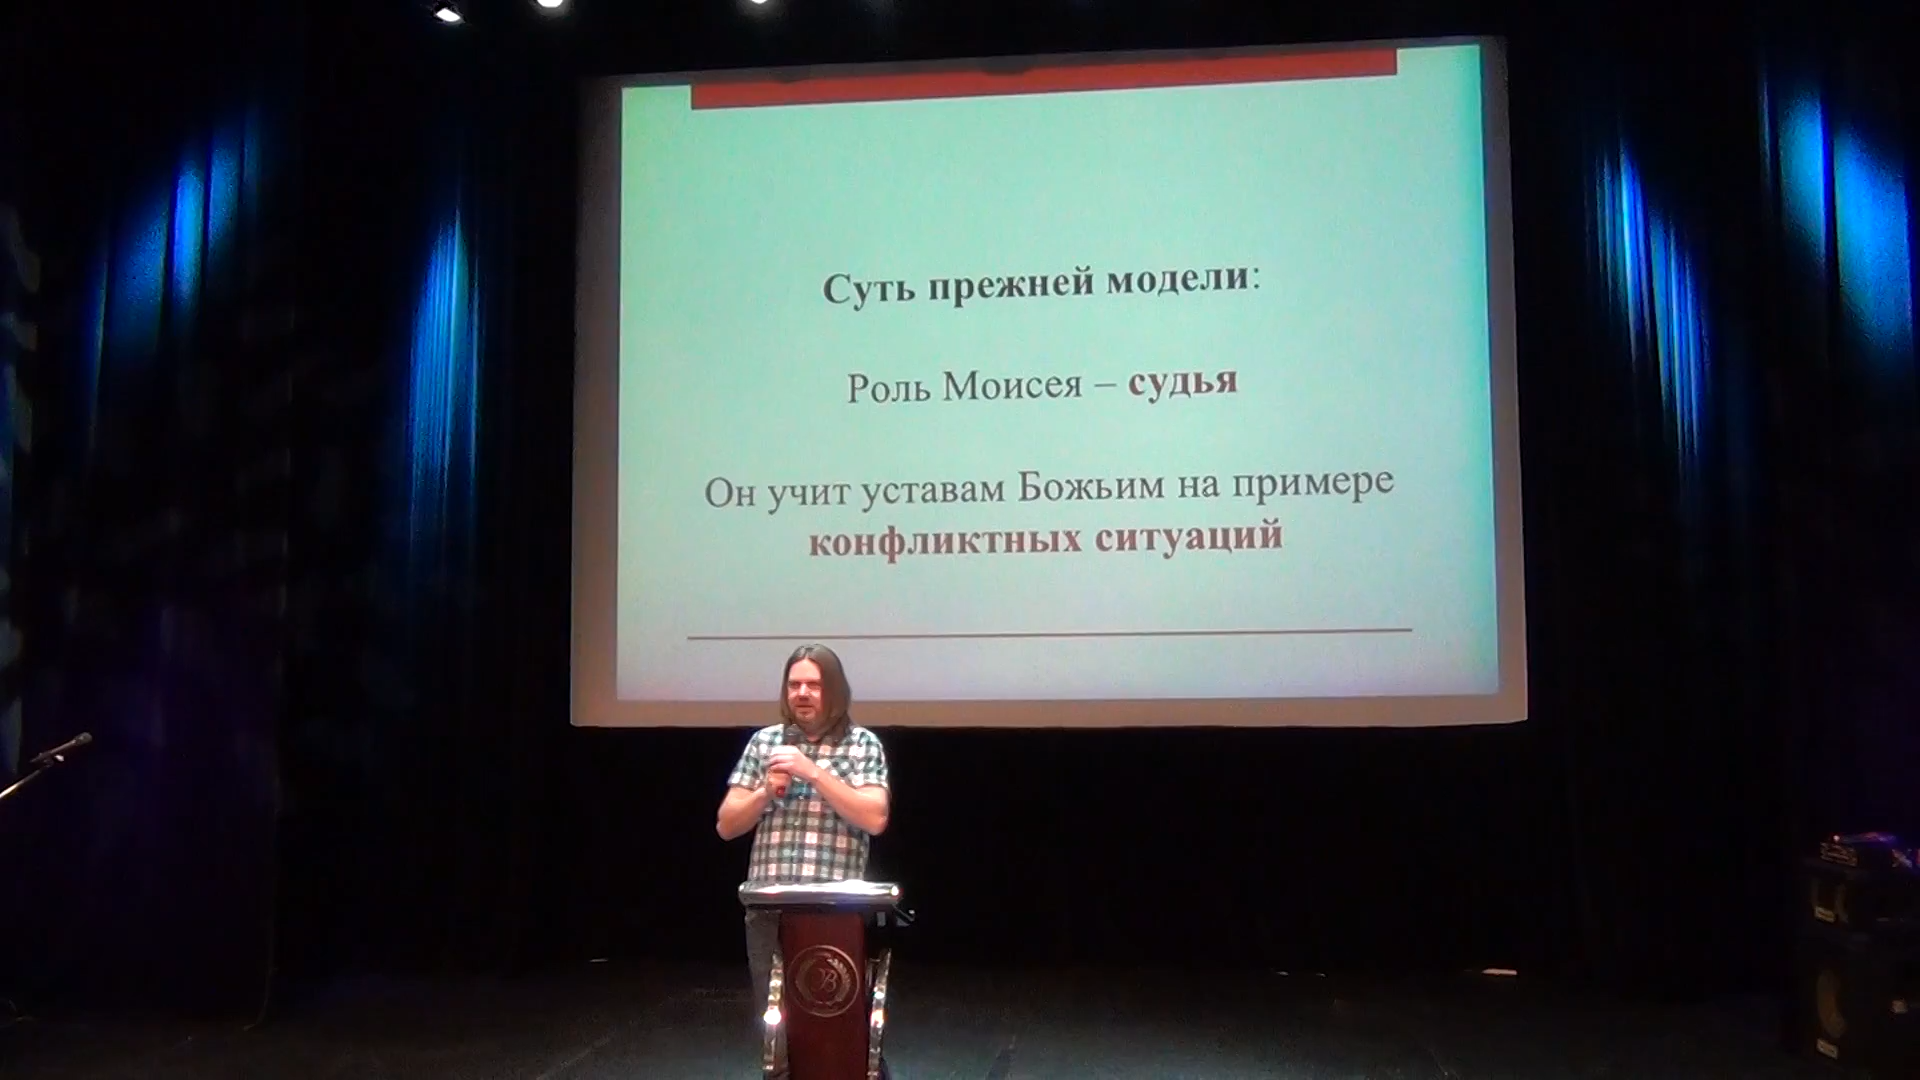 Суть прежней модели:
Роль Моисея – судья
Он учит уставам Божьим на примере
конфликтных ситуаций